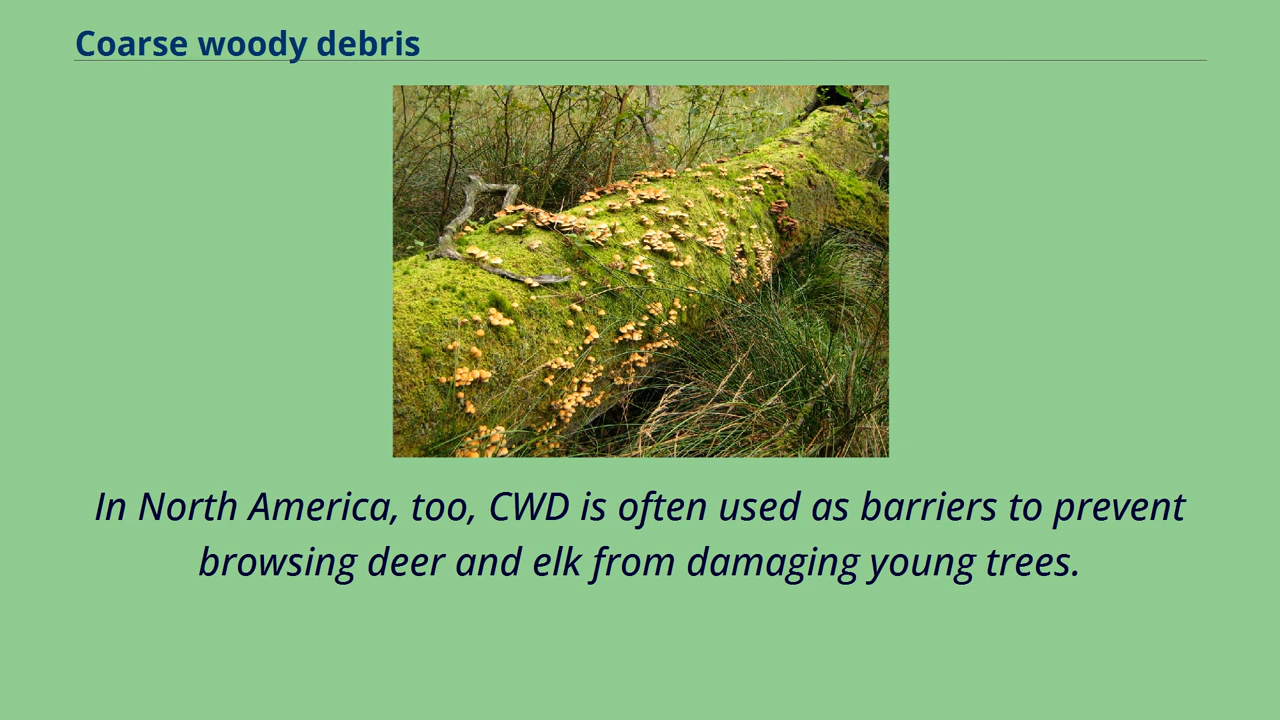 Coarse woody debris
In North America, too, CWD is often used as barriers to prevent
browsing deer and elk from damaging young trees.